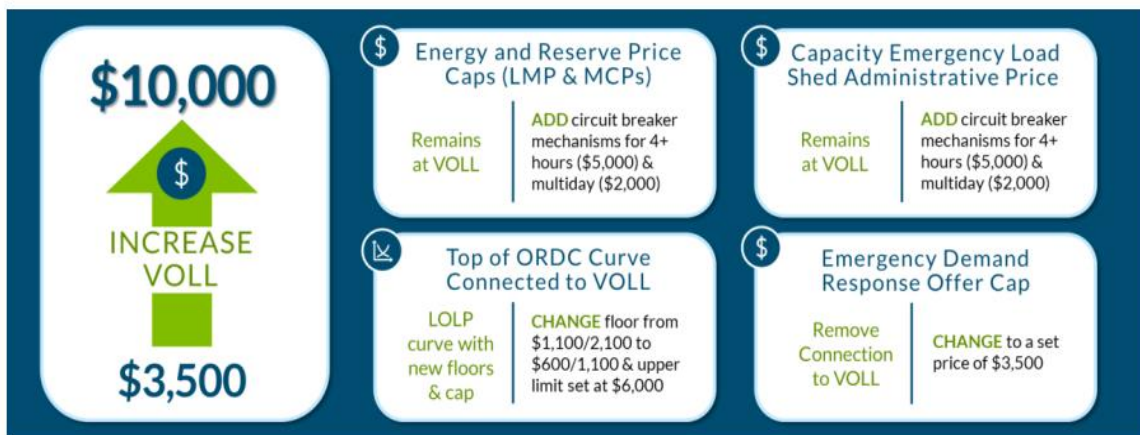 $10,000
$
INCREASE
VOLL
$3,500
$
Energy and Reserve Price
Caps (LMP & MCPs)
Remains
at VOLL
ADD circuit breaker
mechanisms for 4+
hours ($5,000) &
multiday ($2,000)
$
Capacity Emergency Load
Shed Administrative Price
Remains
at VOLL
ADD circuit breaker
mechanisms for 4+
hours ($5,000) &
multiday ($2,000)
Top of ORDC Curve
Connected to VOLL
LOLP
curve with
new floors
& cap
CHANGE floor from
$1,100/2,100 to
$600/1,100 & upper
limit set at $6,000
$
Emergency Demand
Response Offer Cap
Remove
Connection
to VOLL
CHANGE to a set
price of $3,500